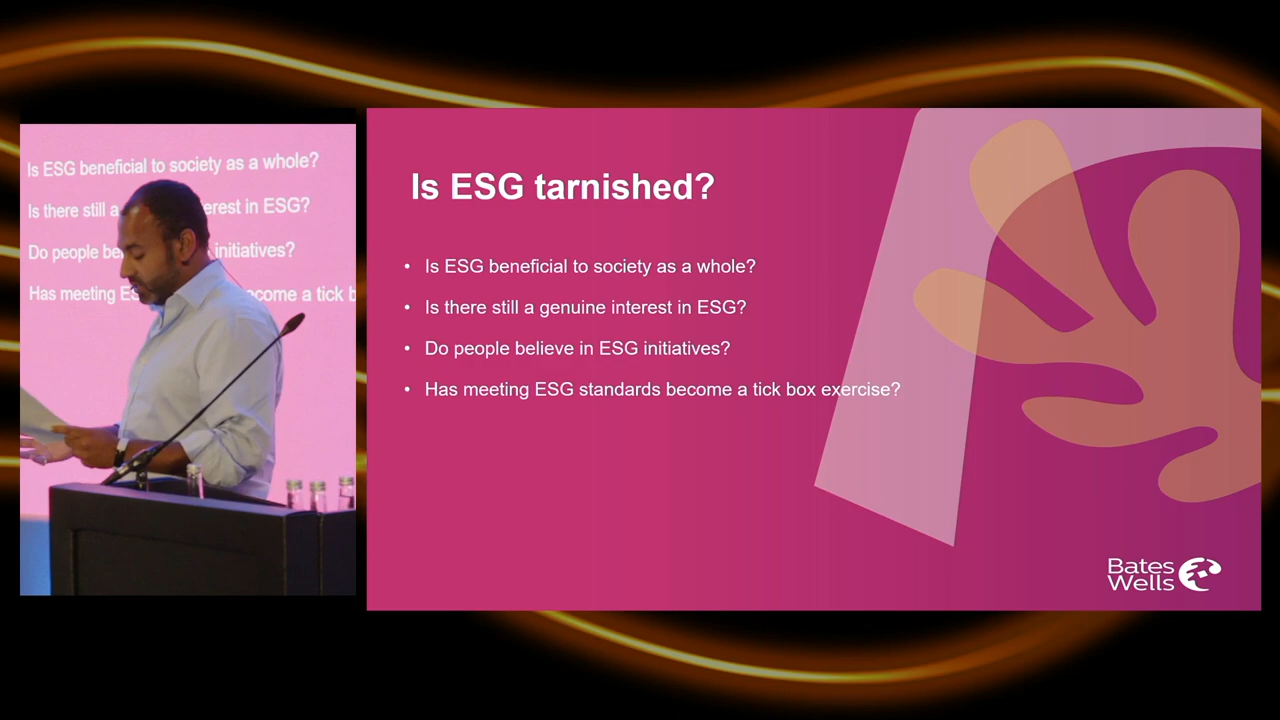 Is ESG beneficial to society as a whole?
Is there still a erest in ESG?
Do people be initiatives?
Has meeting ES come a tick b
Is ESG tarnished?
• Is ESG beneficial to society as a whole?
• Is there still a genuine interest in ESG?
• Do people believe in ESG initiatives?
• Has meeting ESG standards become a tick box exercise?
Bates
Wells